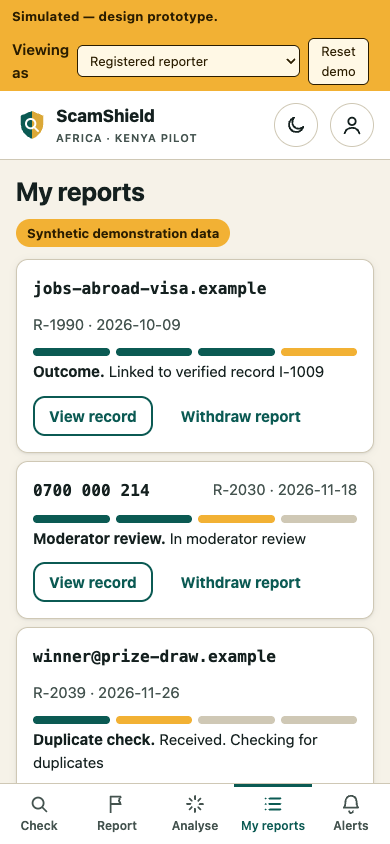 Simulated — design prototype.
Viewing as
Registered reporter
Reset demo
ScamShield
AFRICA · KENYA PILOT
My reports
Synthetic demonstration data
jobs-abroad-visa.example
R-1990 · 2026-10-09
Outcome. Linked to verified record I-1009
View record Withdraw report
0700 000 214 R-2030 · 2026-11-18
Moderator review. In moderator review
View record Withdraw report
winner@prize-draw.example
R-2039 · 2026-11-26
Duplicate check. Received. Checking for
duplicates
Check Report Analyse My reports Alerts